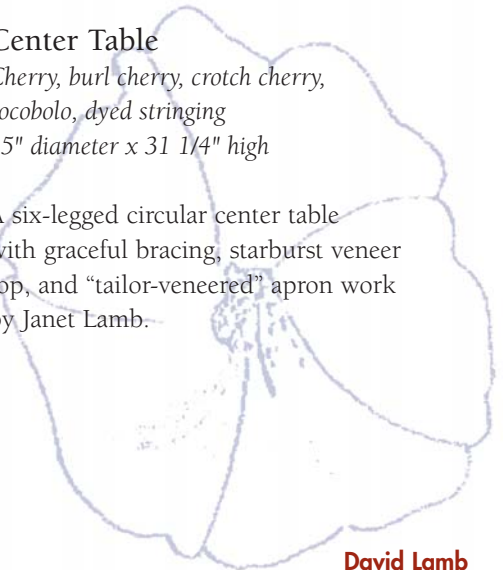 Center Table
Cherry, burl cherry, crotch cherry,
ocobolo, dyed stringing
5" diameter x 31 1/4" high
A six-legged circular center table
with graceful bracing, starburst veneer
top, and “tailor-veneered” apron work
by Janet Lamb.
David Lamb